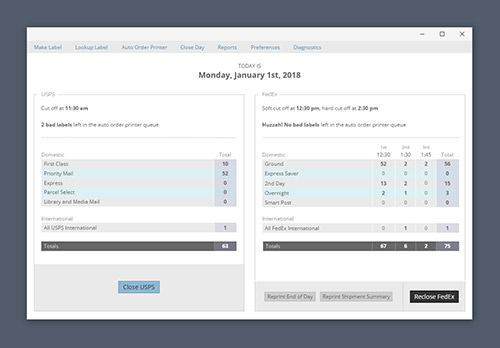 Make Label Lookup Label Auto Order Printer Close Day Reports Preferences Diagnostics
TODAY IS
Monday, January 1st, 2018
USPS
Cut off at 11:30 am
2 bad labels left in the auto order printer queue
Domestic Total
First Class 10
Priority Mail 52
Express 0
Parcel Select 0
Library and Media Mail 0
International
All USPS International 1
Totals 63
Close USPS
FedEx
Soft cut off at 12:30 pm, hard cut off at 2:30 pm
Huzzah! No bad labels left in the auto order printer queue
1st 2nd 3rd
Domestic 12:30 1:30 1:45 Total
Ground 52 2 2 56
Express Saver 0 0 0 0
2nd Day 13 2 0 15
Overnight 2 1 0 3
Smart Post 0 0 0 0
International
All FedEx International 0 1 0 1
Totals 67 6 2 75
Reprint End of Day Reprint Shipment Summary Reclose FedEx